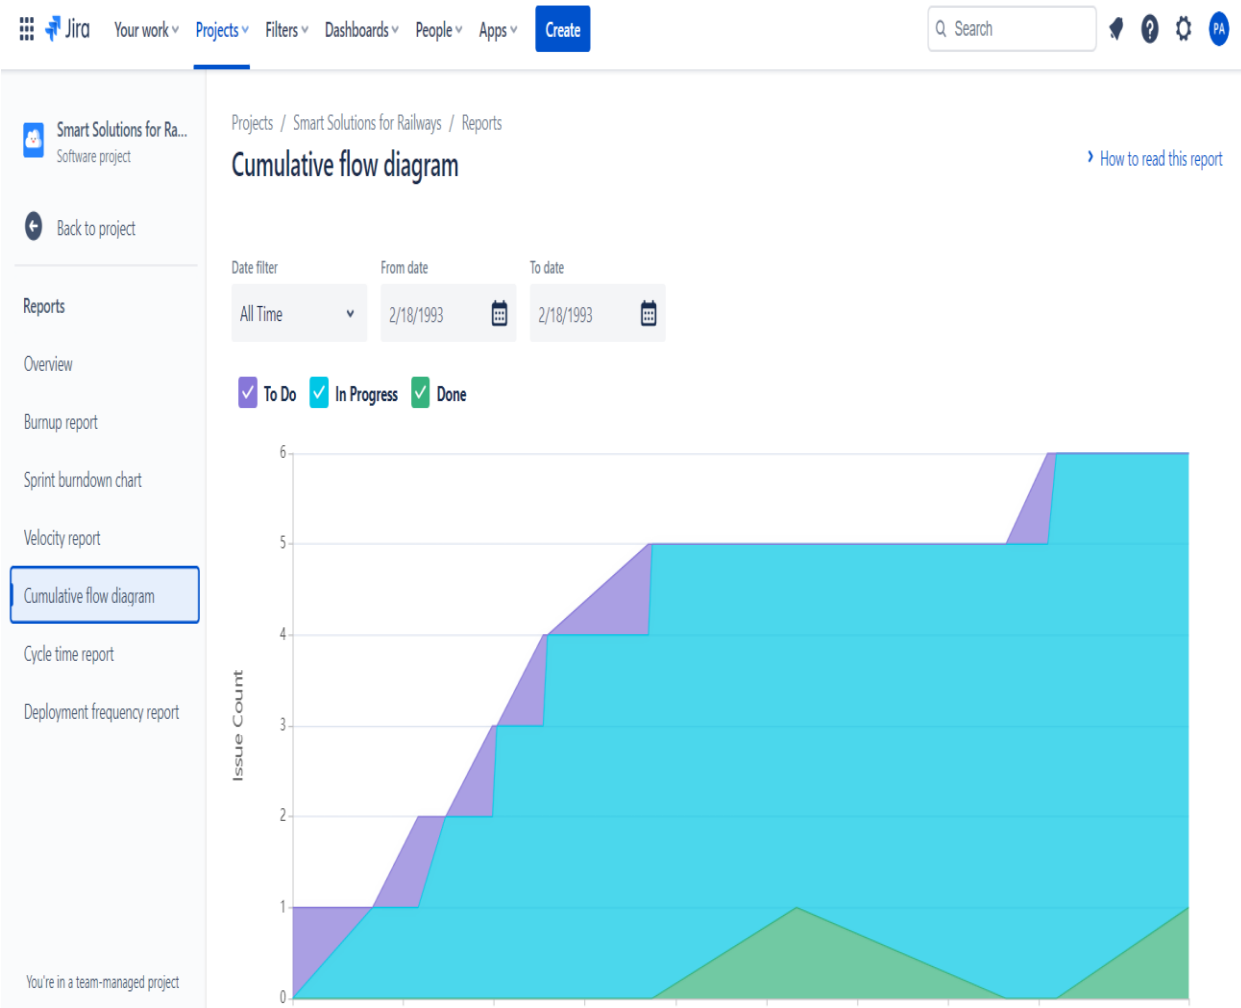 Jira Your work Projects Filters Dashboards People Apps Create Search PA
Smart Solutions for Ra...
Software project
Back to project
Reports
Overview
Burnup report
Sprint burndown chart
Velocity report
Cumulative flow diagram
Cycle time report
Deployment frequency report
You're in a team-managed project
Projects / Smart Solutions for Railways / Reports
Cumulative flow diagram
How to read this report
Date filter From date To date
All Time 2/18/1993 2/18/1993
To Do In Progress Done
Issue Count
6
5
4
3
2
1
0